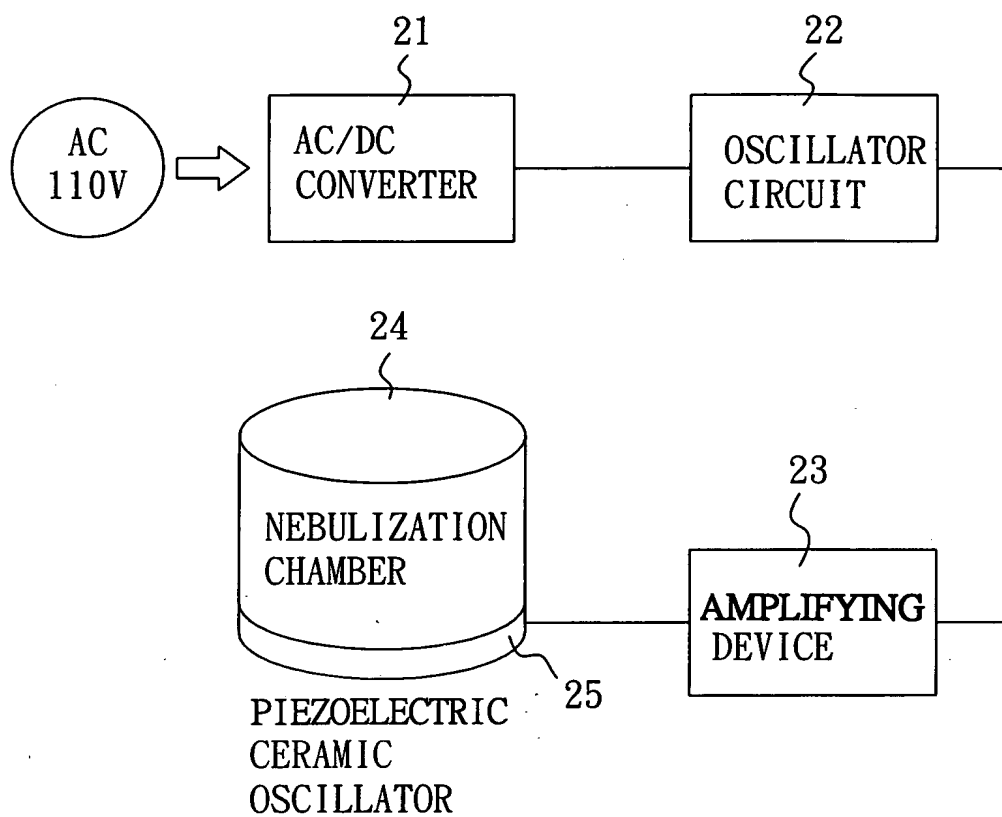 21
22
AC
110V
AC/DC
CONVERTER
OSCILLATOR
CIRCUIT
24
23
NEBULIZATION
CHAMBER
AMPLIFYING
DEVICE
25
PIEZOELECTRIC
CERAMIC
OSCILLATOR